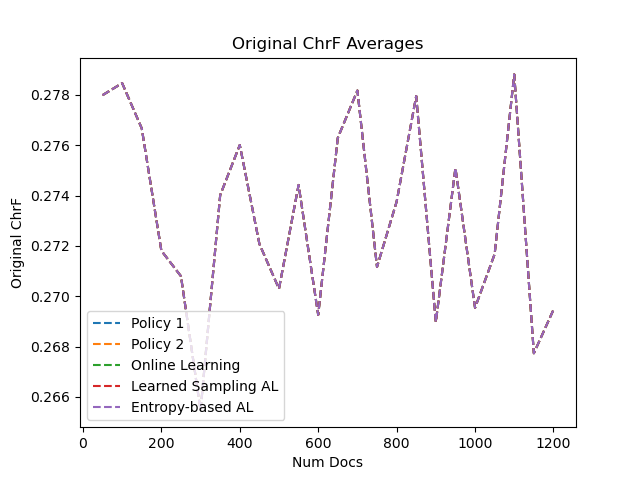 Original ChrF Averages
Original ChrF
0.278
0.276
0.274
0.272
0.270
0.268
0.266
Policy 1
Policy 2
Online Learning
Learned Sampling AL
Entropy-based AL
0 200 400 600 800 1000 1200
Num Docs